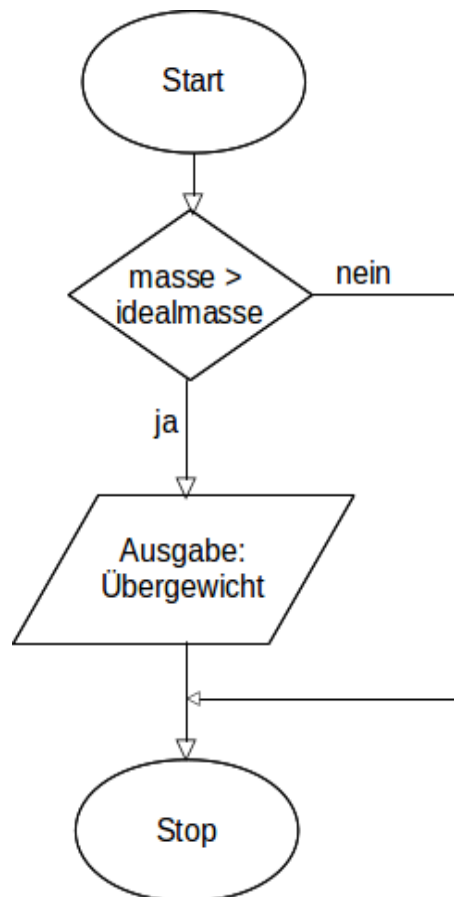 Start
masse >
idealmasse
nein
ja
Ausgabe:
Übergewicht
Stop